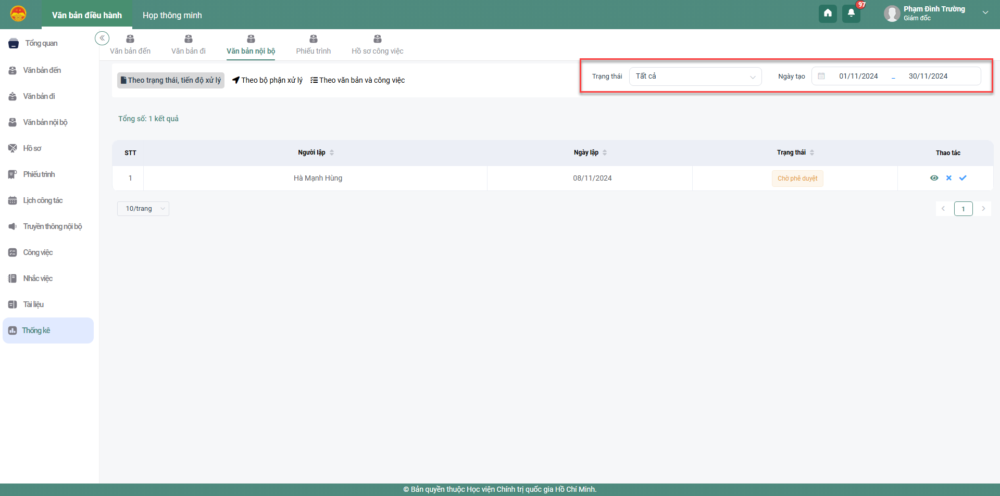 Văn bản điều hành
Họp thông minh
97
Phạm Đình Trường
Giám đốc
Tổng quan
Văn bản đến
Văn bản đi
Văn bản nội bộ
Hồ sơ
Phiếu trình
Lịch công tác
Truyền thông nội bộ
Công việc
Nhắc việc
Tài liệu
Thống kê
Văn bản đến
Văn bản đi
Văn bản nội bộ
Phiếu trình
Hồ sơ công việc
Theo trạng thái, tiến độ xử lý
Theo bộ phận xử lý
Theo văn bản và công việc
Trạng thái
Tất cả
Ngày tạo
01/11/2024 – 30/11/2024
Tổng số: 1 kết quả
STT Người lập Ngày lập Trạng thái Thao tác
1 Hà Mạnh Hùng 08/11/2024 Chờ phê duyệt
10/trang
1
© Bản quyền thuộc Học viện Chính trị quốc gia Hồ Chí Minh.